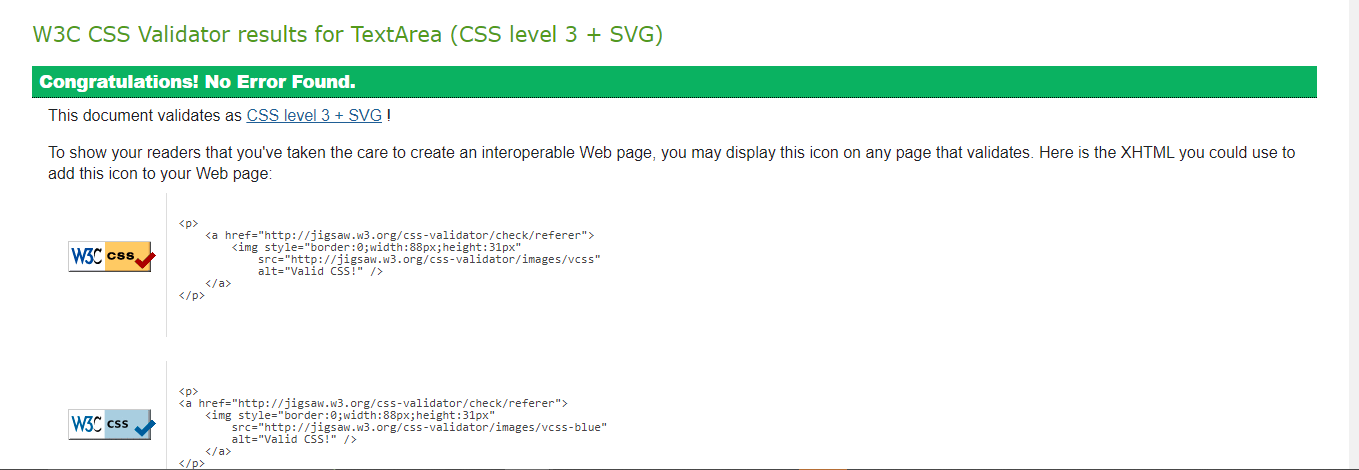 W3C CSS Validator results for TextArea (CSS level 3 + SVG)
Congratulations! No Error Found.
This document validates as CSS level 3 + SVG !
To show your readers that you've taken the care to create an interoperable Web page, you may display this icon on any page that validates. Here is the XHTML you could use to
add this icon to your Web page:
<p>
<a href="http://jigsaw.w3.org/css-validator/check/referer">
<img style="border:0;width:88px;height:31px"
W3C css
src="http://jigsaw.w3.org/css-validator/images/vcss"
alt="Valid CSS!" />
</a>
</p>
<p>
<a href="http://jigsaw.w3.org/css-validator/check/referer">
<img style="border:0;width:88px;height:31px"
W3C css
src="http://jigsaw.w3.org/css-validator/images/vcss-blue"
alt="Valid CSS!" />
</a>
</p>